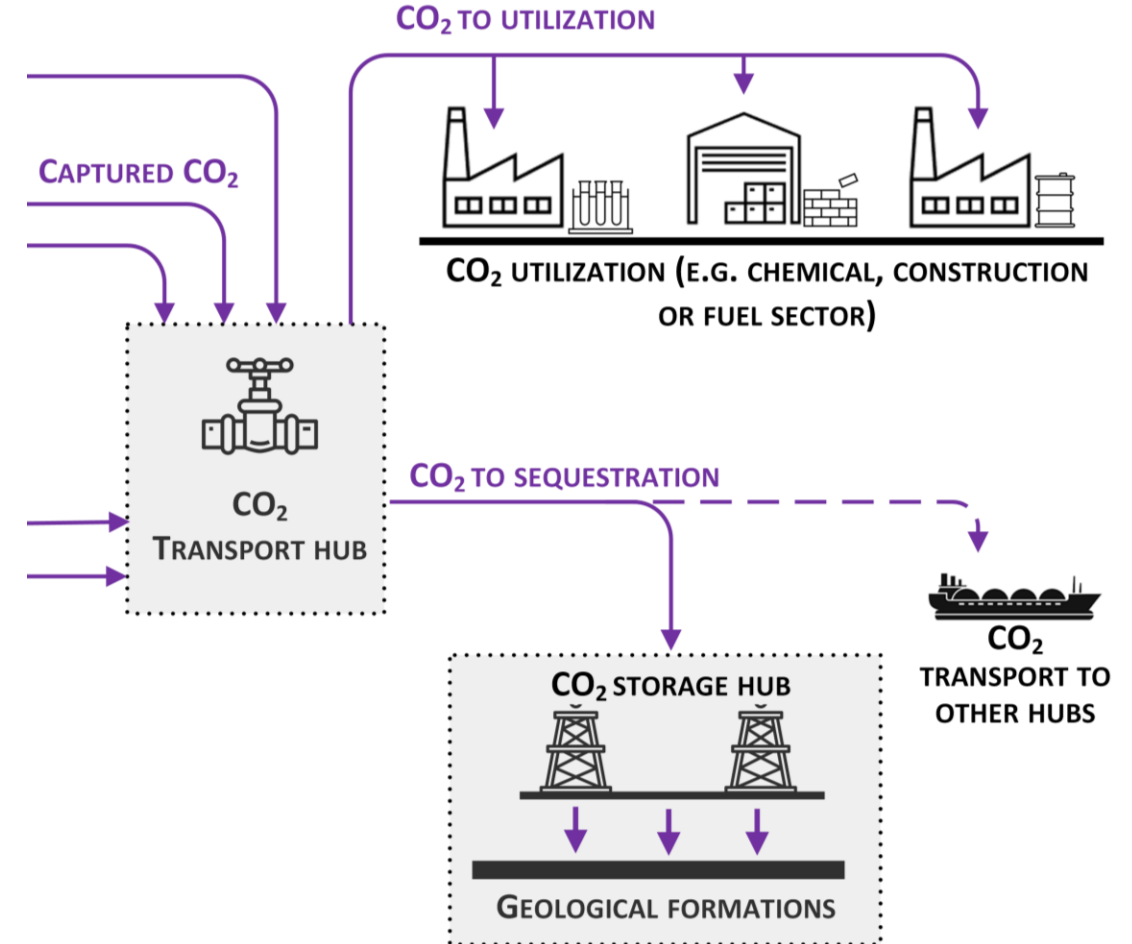 CO₂ TO UTILIZATION
CAPTURED CO₂
CO₂ UTILIZATION (E.G. CHEMICAL, CONSTRUCTION
OR FUEL SECTOR)
CO₂
TRANSPORT HUB
CO₂ TO SEQUESTRATION
CO₂
TRANSPORT TO
OTHER HUBS
CO₂ STORAGE HUB
GEOLOGICAL FORMATIONS